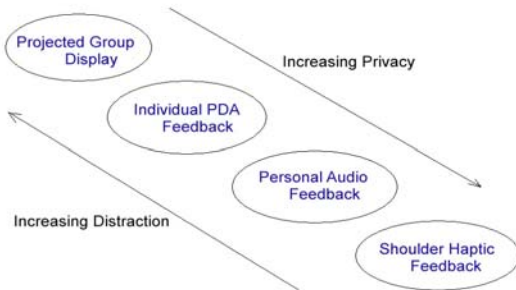 Projected Group
Display
Increasing Privacy
Individual PDA
Feedback
Personal Audio
Feedback
Increasing Distraction
Shoulder Haptic
Feedback